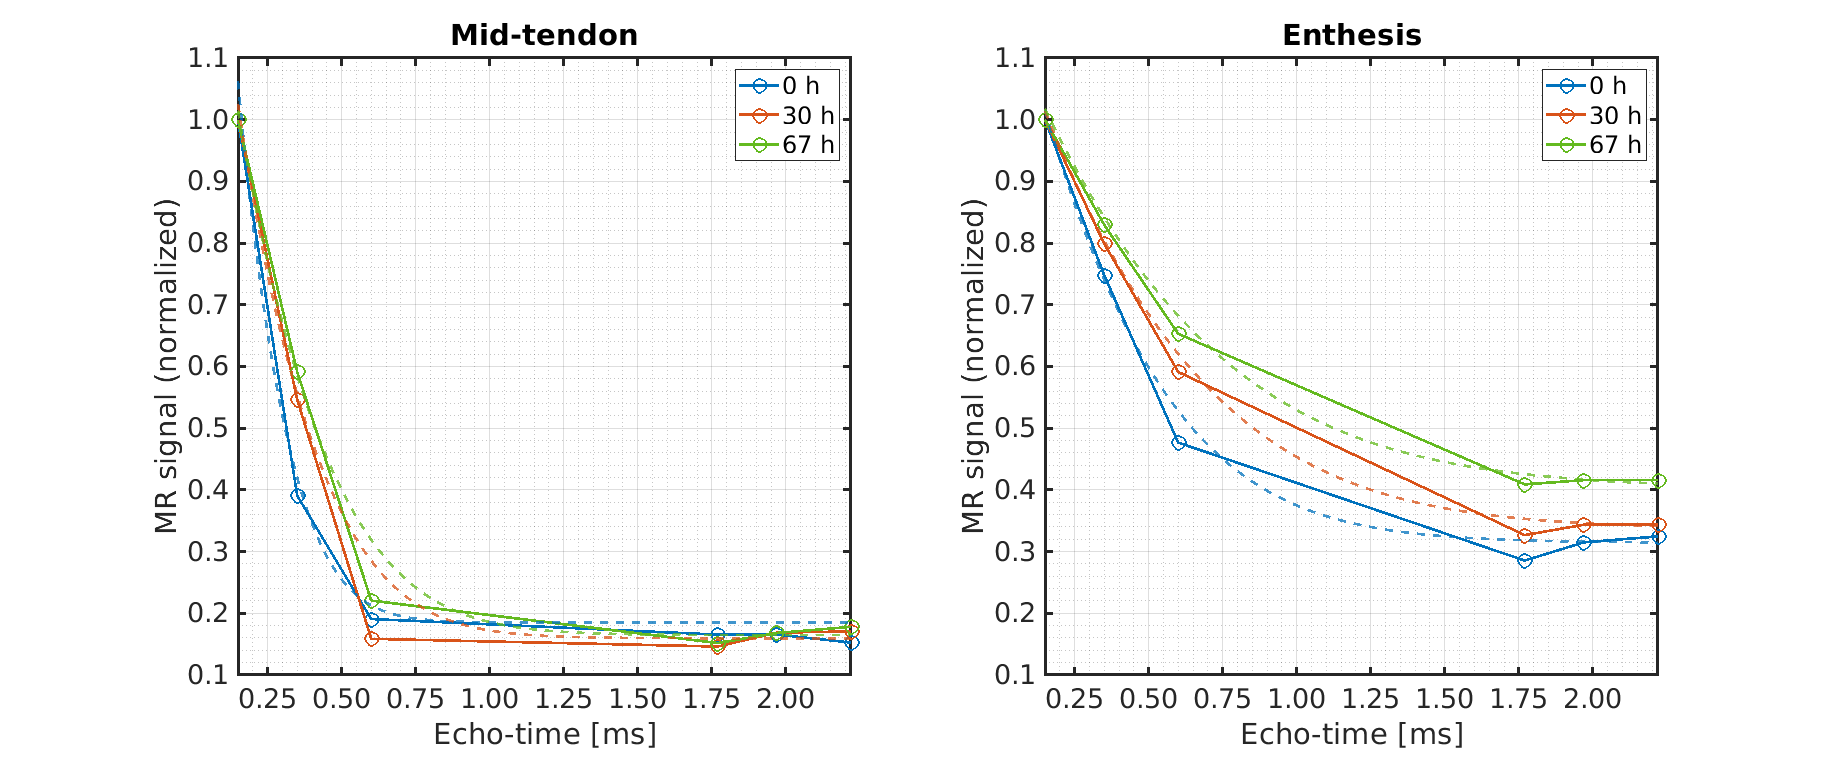 Mid-tendon
MR signal (normalized)
1.1
1.0
0.9
0.8
0.7
0.6
0.5
0.4
0.3
0.2
0.1
0 h
30 h
67 h
0.25 0.50 0.75 1.00 1.25 1.50 1.75 2.00
Echo-time [ms]
Enthesis
MR signal (normalized)
1.1
1.0
0.9
0.8
0.7
0.6
0.5
0.4
0.3
0.2
0.1
0 h
30 h
67 h
0.25 0.50 0.75 1.00 1.25 1.50 1.75 2.00
Echo-time [ms]